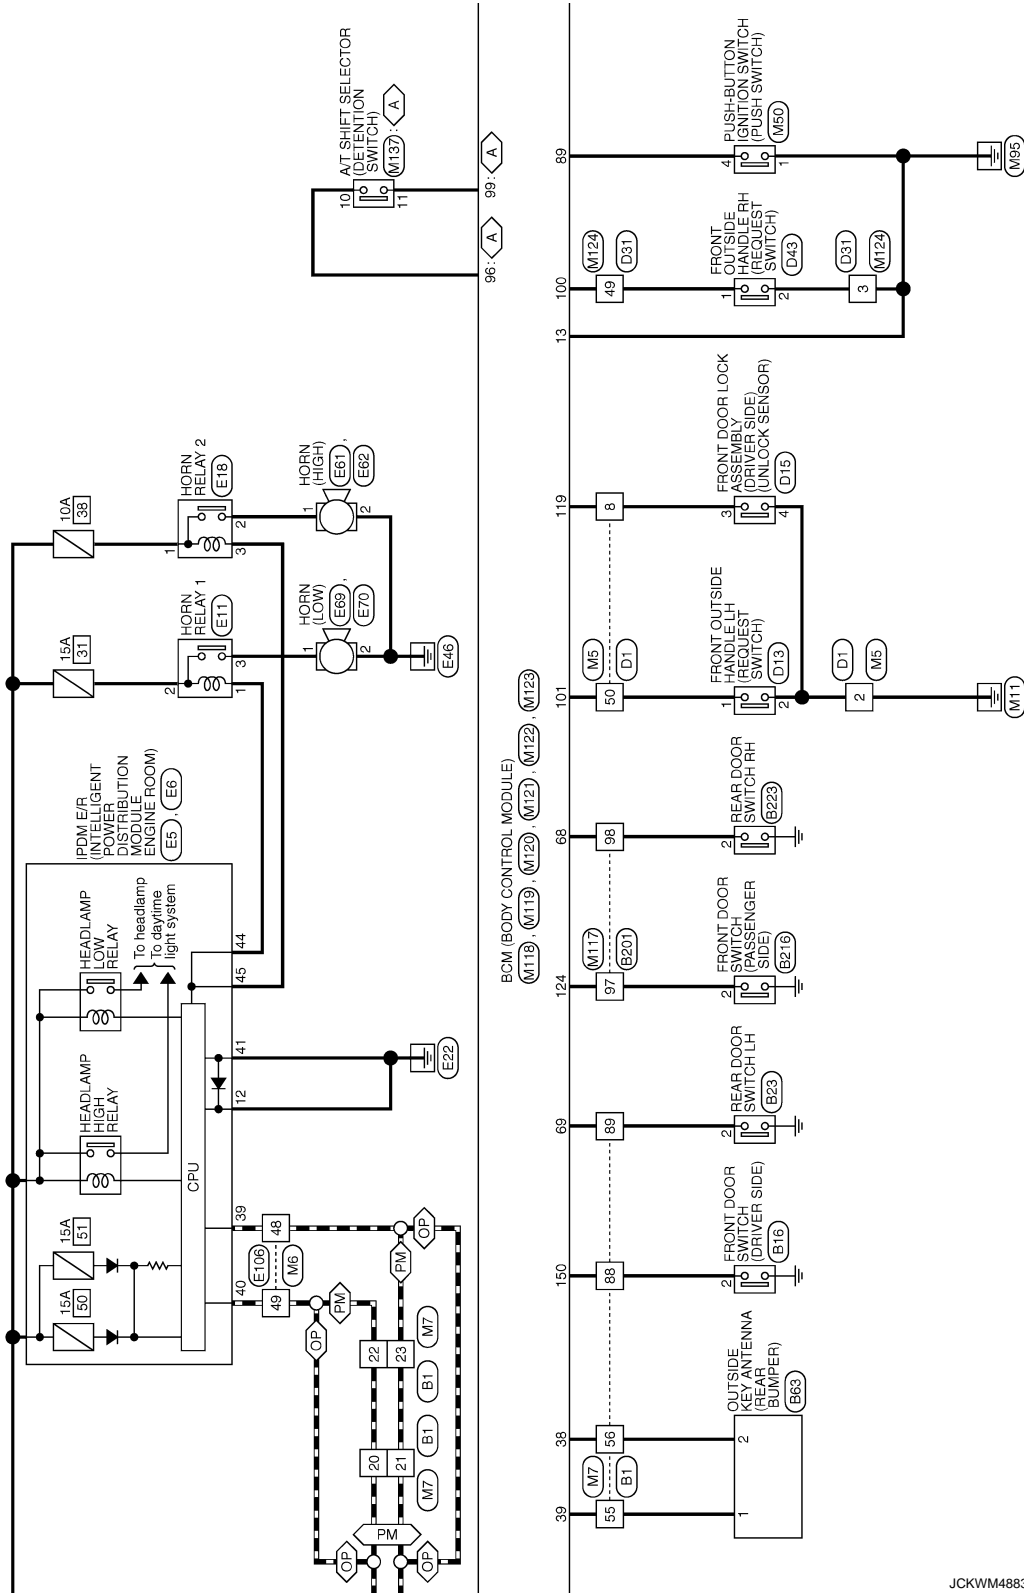 A/T SHIFT SELECTOR
(DETENTION
SWITCH)
M137 : A
10
11
96: A
99: A
10A
38
HORN
RELAY 2
E18
1
2
3
HORN
(HIGH)
E61 ,
E62
1
2
15A
31
HORN
RELAY 1
E11
2
3
1
HORN
(LOW)
E69 ,
E70
1
2
E46
IPDM E/R
(INTELLIGENT
POWER
DISTRIBUTION
MODULE
ENGINE ROOM)
E5 , E6
HEADLAMP
LOW
RELAY
To headlamp
To daytime
light system
HEADLAMP
HIGH
RELAY
CPU
15A
51
15A
50
44
45
41
12
E22
39
40
48
49
E106
M6
OP
PM
PM
OP
22
23
M7
B1
20
21
B1
M7
PM
OP
OP
BCM (BODY CONTROL MODULE)
M118 , M119 , M120 , M121 , M122 , M123
89
PUSH-BUTTON
IGNITION SWITCH
(PUSH SWITCH)
M50
4
1
M95
100
M124
D31
49
FRONT
OUTSIDE
HANDLE RH
(REQUEST
SWITCH)
D43
1
2
D31
M124
3
13
119
8
FRONT DOOR LOCK
ASSEMBLY
(DRIVER SIDE)
(UNLOCK SENSOR)
D15
3
4
101
M5
D1
50
FRONT OUTSIDE
HANDLE LH
(REQUEST
SWITCH)
D13
1
2
D1
M5
2
M11
68
98
REAR DOOR
SWITCH RH
B223
2
124
M117
B201
97
FRONT DOOR
SWITCH
(PASSENGER
SIDE)
B216
2
69
89
REAR DOOR
SWITCH LH
B23
2
150
88
FRONT DOOR
SWITCH
(DRIVER SIDE)
B16
2
38
56
39
M7
B1
55
OUTSIDE
KEY ANTENNA
(REAR
BUMPER)
B63
2
1